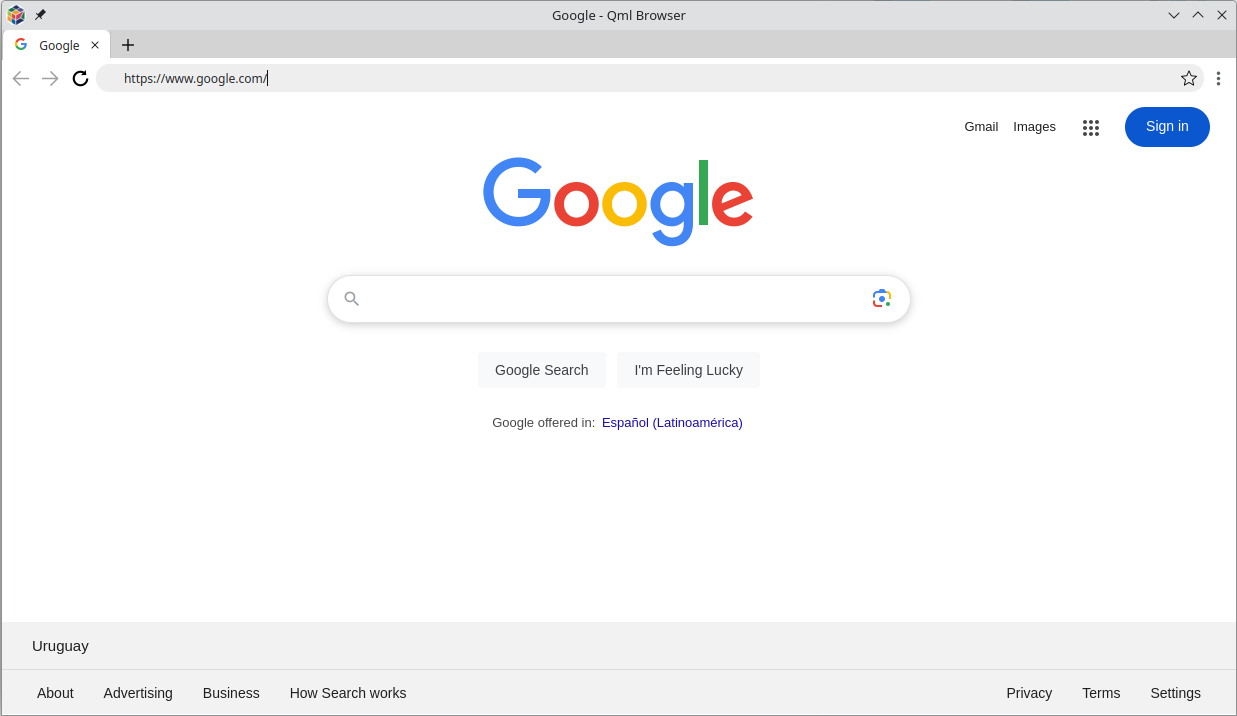 Google - Qml Browser
Google
https://www.google.com/
Gmail Images Sign in
Google
Google Search I'm Feeling Lucky
Google offered in: Español (Latinoamérica)
Uruguay
About Advertising Business How Search works Privacy Terms Settings